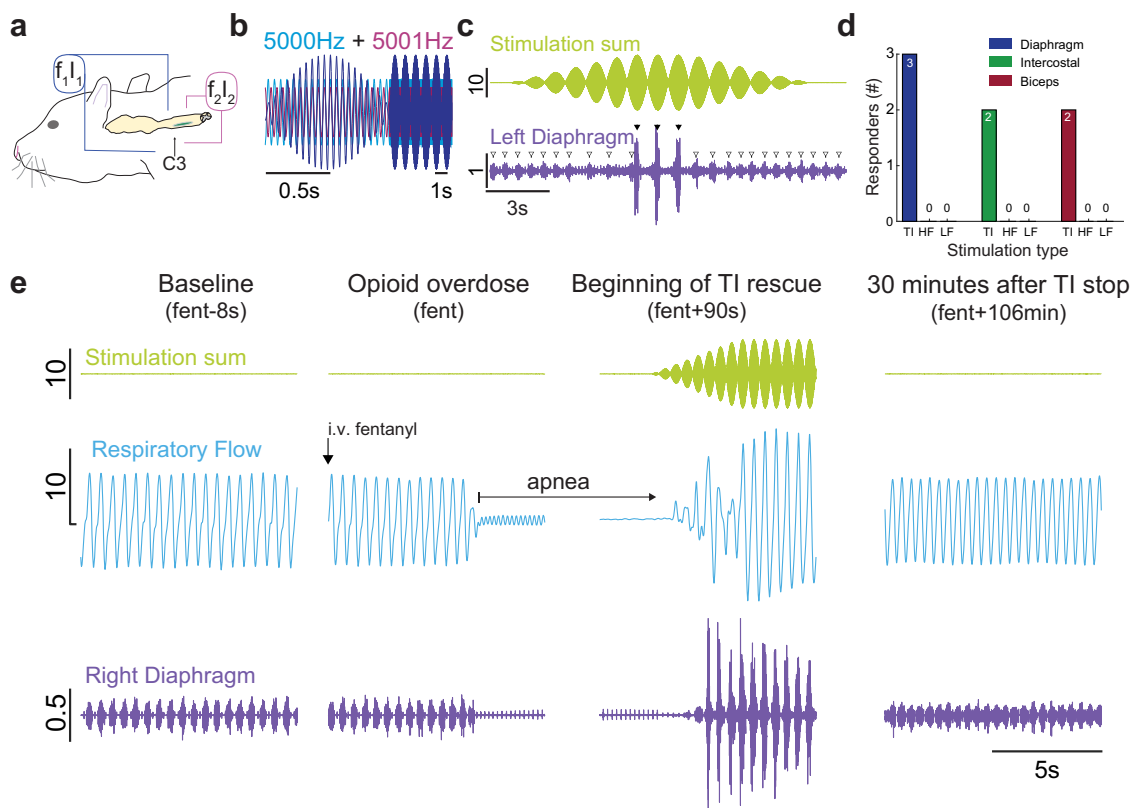 a
f1I1
f2I2
C3
b
5000Hz + 5001Hz
0.5s
1s
c
Stimulation sum
10
Left Diaphragm
1
3s
d
Responders (#)
3
2
1
0
Diaphragm
Intercostal
Biceps
3
0
0
2
0
0
2
0
0
TI HF LF
TI HF LF
TI HF LF
Stimulation type
e
Baseline
(fent-8s)
Opioid overdose
(fent)
Beginning of TI rescue
(fent+90s)
30 minutes after TI stop
(fent+106min)
Stimulation sum
10
i.v. fentanyl
Respiratory Flow
10
apnea
Right Diaphragm
0.5
5s